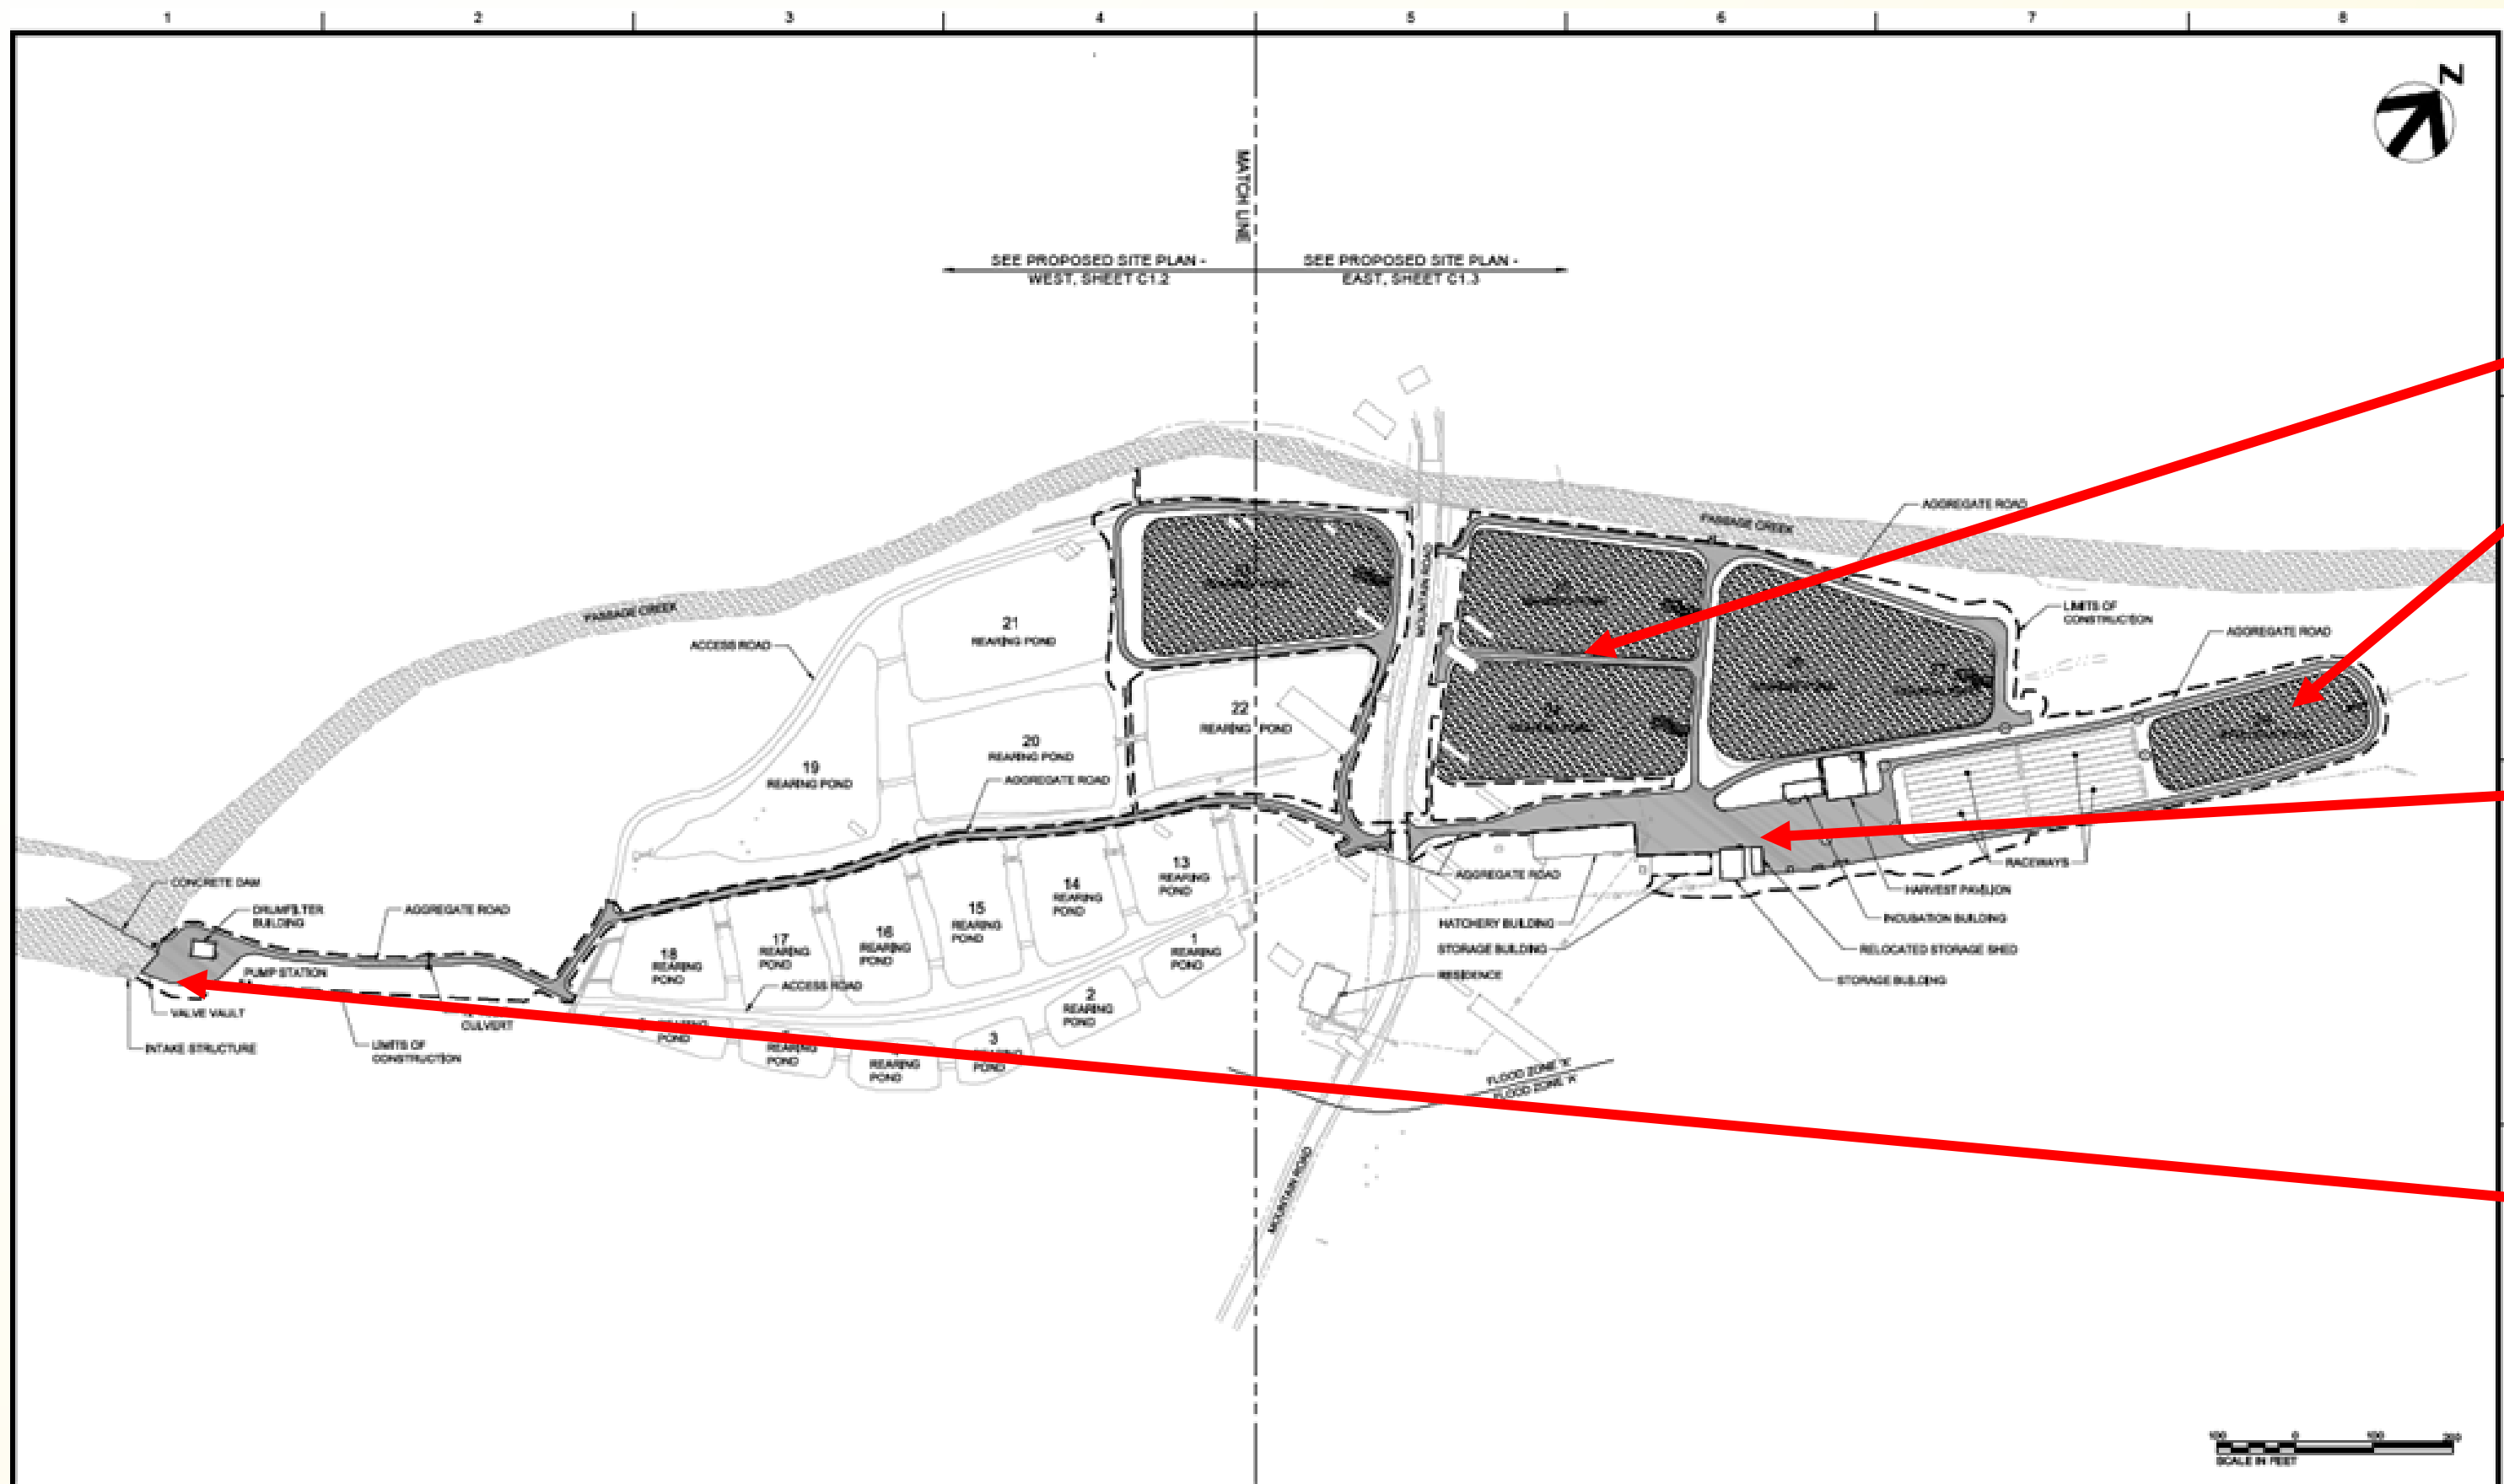 1 2 3 4 5 6 7 8
N
MATCH LINE
SEE PROPOSED SITE PLAN -
WEST, SHEET C1.2
SEE PROPOSED SITE PLAN -
EAST, SHEET C1.3
AGGREGATE ROAD
PASSAGE CREEK
MOUNTAIN ROAD
LIMITS OF
CONSTRUCTION
AGGREGATE ROAD
PASSAGE CREEK
ACCESS ROAD
21
REARING POND
22
REARING POND
20
REARING POND
19
REARING POND
AGGREGATE ROAD
13
REARING
POND
14
REARING
POND
15
REARING
POND
16
REARING
POND
17
REARING
POND
18
REARING
POND
1
REARING
POND
2
REARING
POND
3
POND
REARING
POND
REARING
POND
POND
ACCESS ROAD
CONCRETE DAM
DRUMFILTER
BUILDING
AGGREGATE ROAD
PUMP STATION
VALVE VAULT
CULVERT
INTAKE STRUCTURE
LIMITS OF
CONSTRUCTION
AGGREGATE ROAD
RACEWAYS
HARVEST PAVILION
HATCHERY BUILDING
INCUBATION BUILDING
STORAGE BUILDING
RELOCATED STORAGE SHED
RESIDENCE
STORAGE BUILDING
FLOOD ZONE 'X'
FLOOD ZONE 'A'
MOUNTAIN ROAD
100 0 100 200
SCALE IN FEET